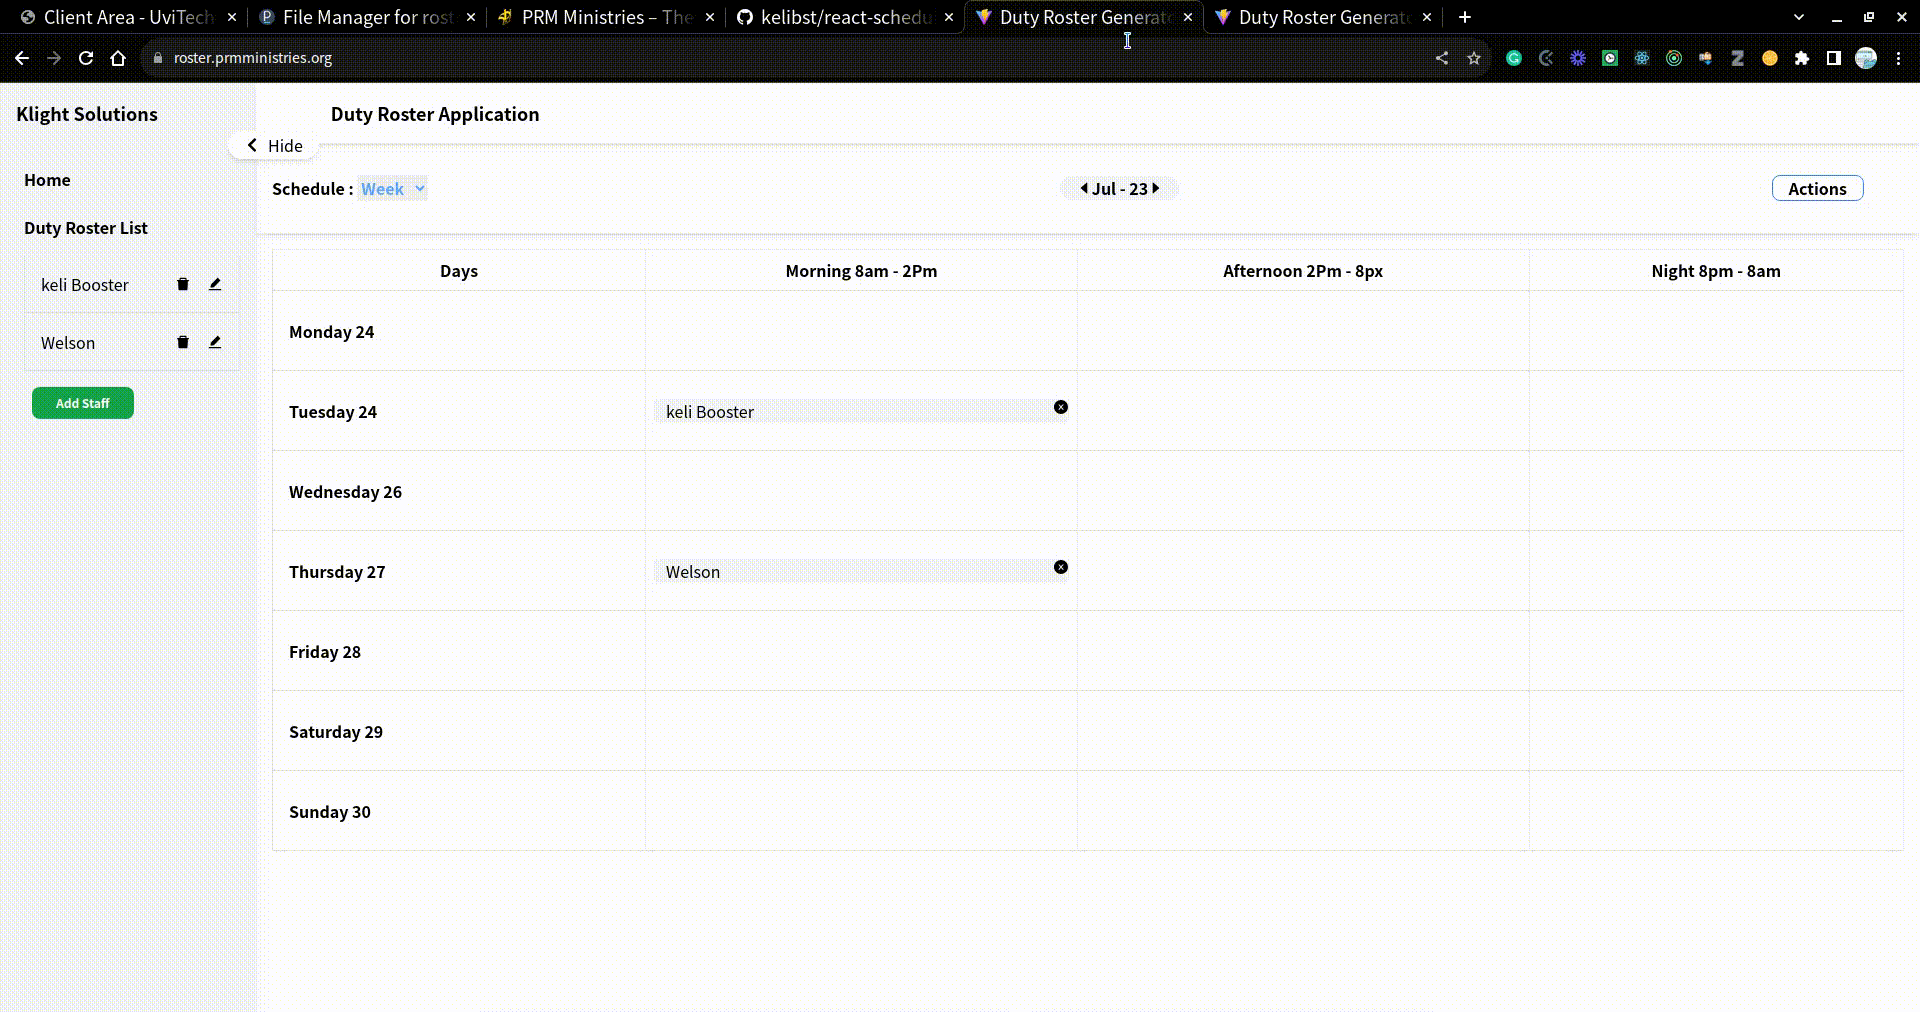 Client Area - UviTech
File Manager for rost
PRM Ministries – The
kelibst/react-schedu
Duty Roster Generat
Duty Roster Generat
roster.prmministries.org
Klight Solutions
Duty Roster Application
Hide
Home
Schedule : Week
Jul - 23
Actions
Duty Roster List
keli Booster
Welson
Add Staff
Days Morning 8am - 2Pm Afternoon 2Pm - 8px Night 8pm - 8am
Monday 24
Tuesday 24 keli Booster
Wednesday 26
Thursday 27 Welson
Friday 28
Saturday 29
Sunday 30